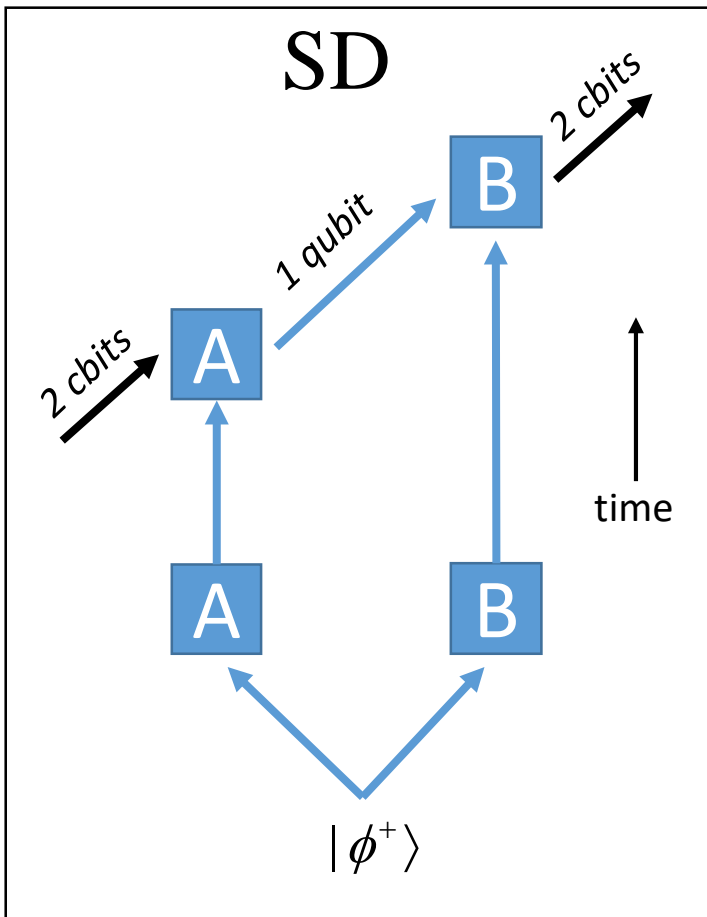 SD
2 cbits
B
1 qubit
2 cbits
A
time
A
B
| ϕ⁺ ⟩